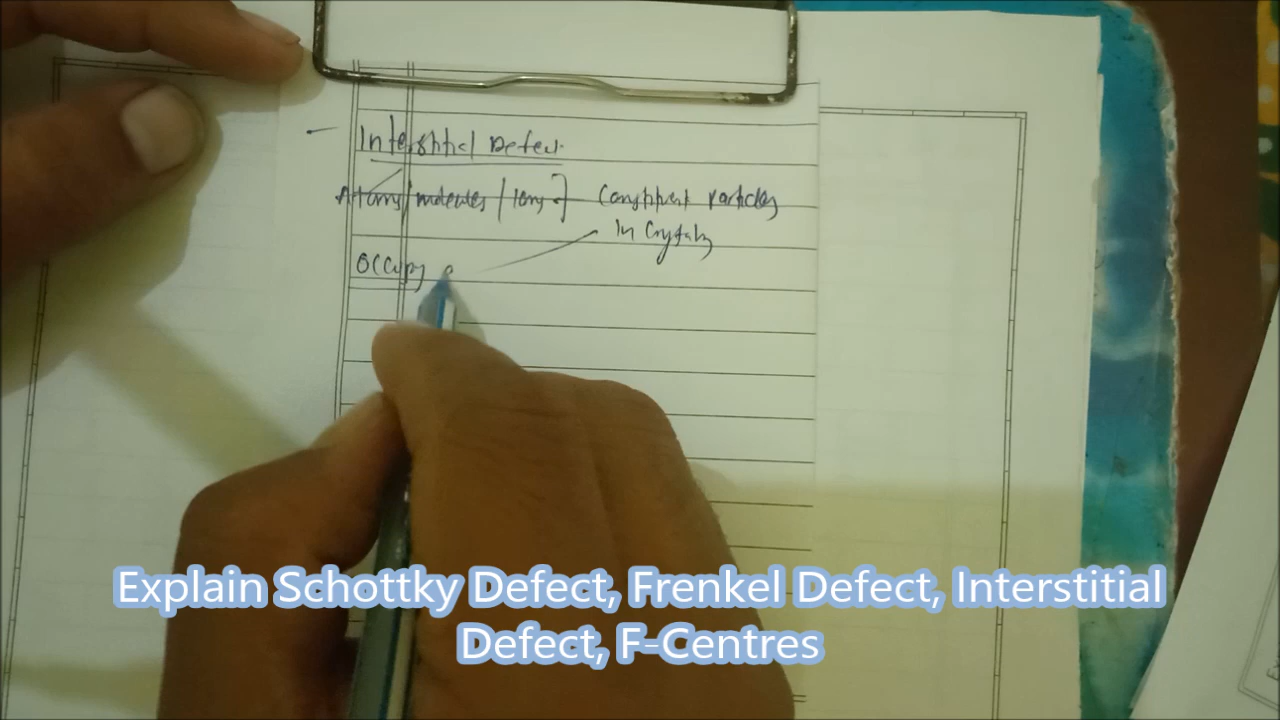 Interstitial Defect
Atoms/molecules/Ions] Constituent Particles
In Crystals
Occupy
Explain Schottky Defect, Frenkel Defect, Interstitial
Defect, F-Centres